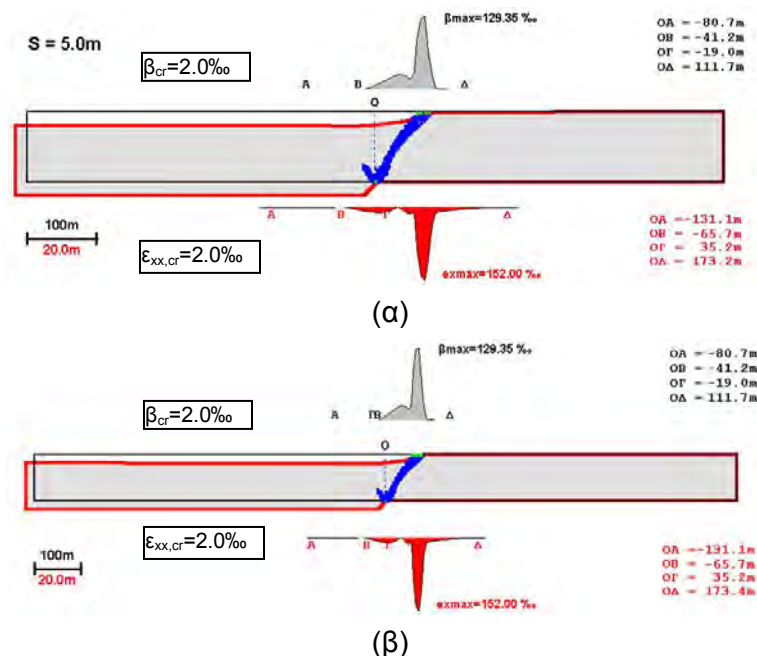 βmax=129.35 ‰
S = 5.0m
βcr=2.0‰
OA = -80.7m
OB = -41.2m
OΓ = -19.0m
OΔ = 111.7m
A B Δ
O
A B Γ Δ
100m
20.0m
εxx,cr=2.0‰
exmax=152.00 ‰
OA =-131.1m
OB = -65.7m
OΓ = 35.2m
OΔ = 173.2m
(α)
βmax=129.35 ‰
βcr=2.0‰
OA = -80.7m
OB = -41.2m
OΓ = -19.0m
OΔ = 111.7m
A ΓB Δ
O
A B Γ Δ
100m
20.0m
εxx,cr=2.0‰
exmax=152.00 ‰
OA =-131.1m
OB = -65.7m
OΓ = 35.2m
OΔ = 173.4m
(β)